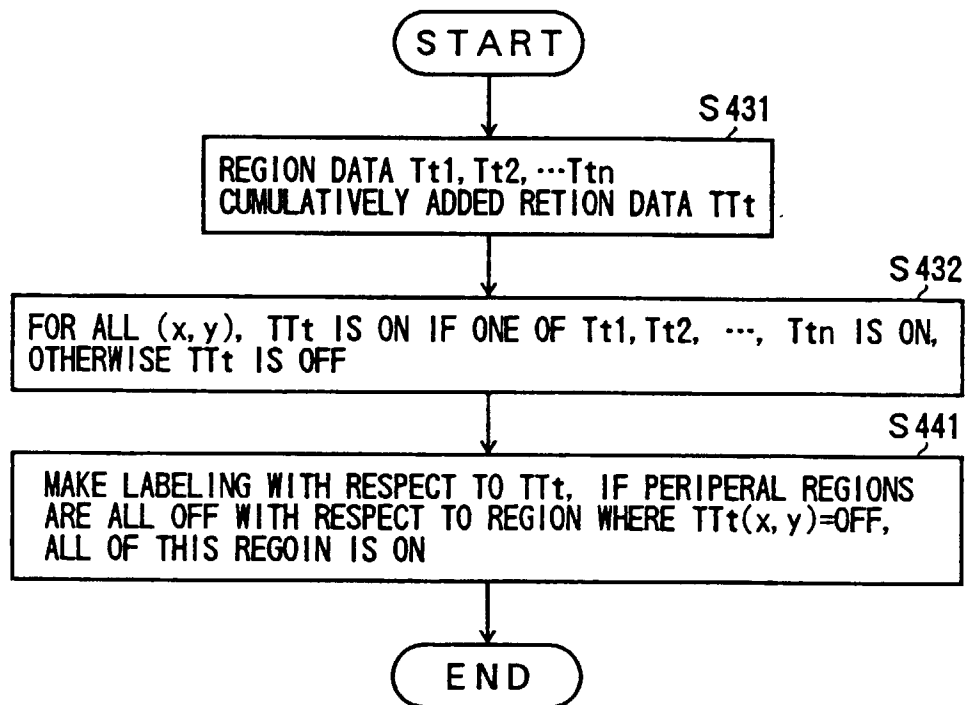 START
S431
REGION DATA Tt1, Tt2, ···Ttn
CUMULATIVELY ADDED RETION DATA TTt
S432
FOR ALL (x, y), TTt IS ON IF ONE OF Tt1, Tt2, ···, Ttn IS ON,
OTHERWISE TTt IS OFF
S441
MAKE LABELING WITH RESPECT TO TTt, IF PERIPERAL REGIONS
ARE ALL OFF WITH RESPECT TO REGION WHERE TTt(x, y)=OFF,
ALL OF THIS REGOIN IS ON
END